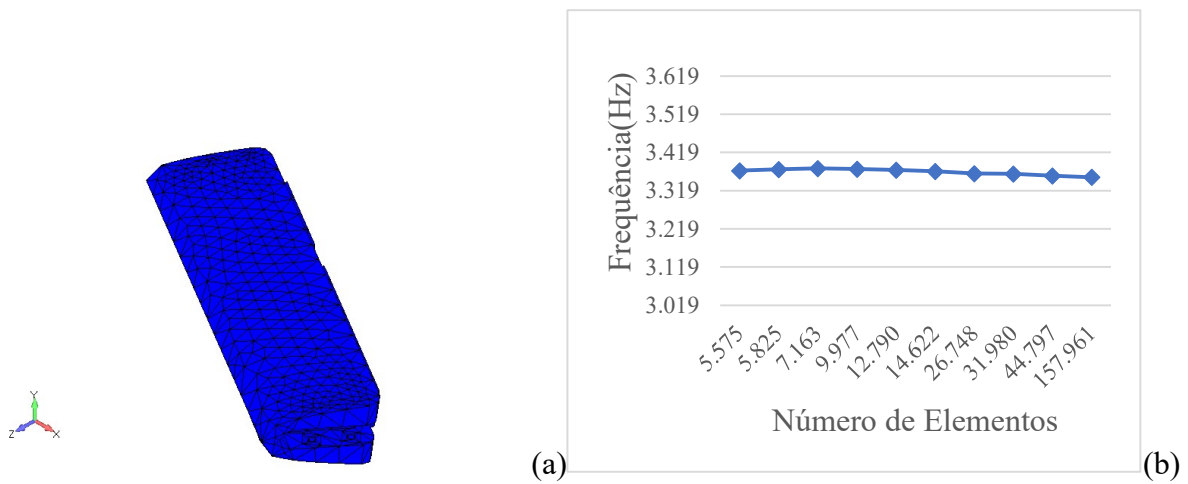 Y
Z
X
(a)
Frequência(Hz)
3.619
3.519
3.419
3.319
3.219
3.119
3.019
5.575
5.825
7.163
9.977
12.790
14.622
26.748
31.980
44.797
157.961
Número de Elementos
(b)